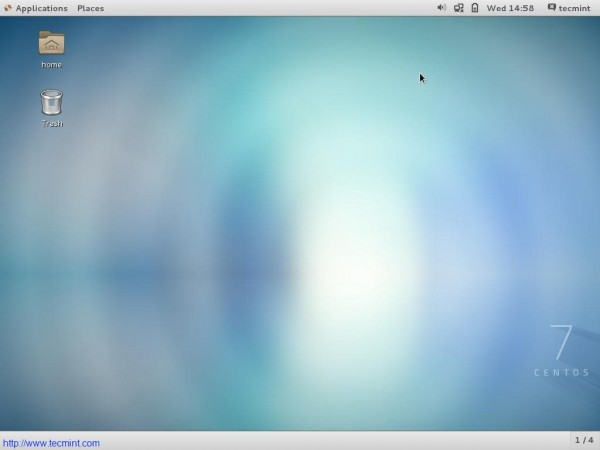 Applications Places Wed 14:58 tecmint
home
Trash
7
CENTOS
http://www.tecmint.com 1 / 4